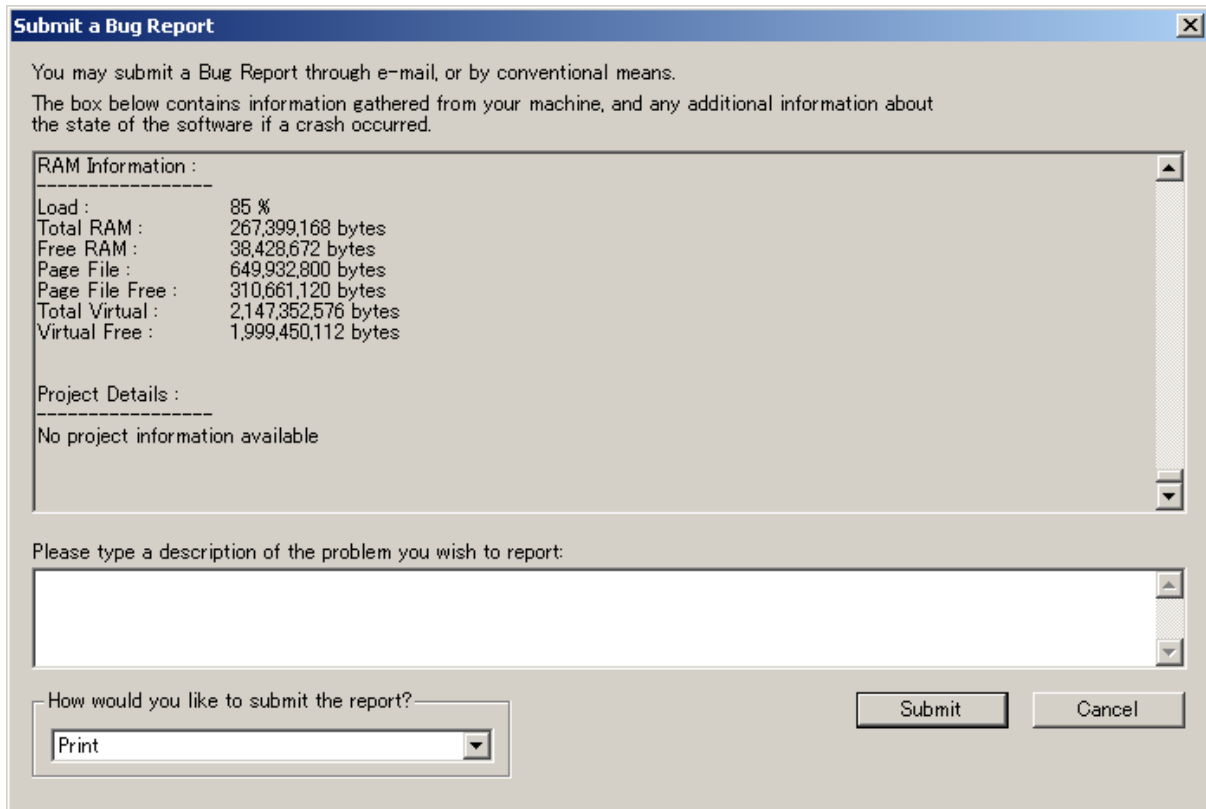 Submit a Bug Report
You may submit a Bug Report through e-mail, or by conventional means.
The box below contains information gathered from your machine, and any additional information about
the state of the software if a crash occurred.
RAM Information :
-----------------
Load : 85 %
Total RAM : 267,399,168 bytes
Free RAM : 38,428,672 bytes
Page File : 649,932,800 bytes
Page File Free : 310,661,120 bytes
Total Virtual : 2,147,352,576 bytes
Virtual Free : 1,999,450,112 bytes
Project Details :
-----------------
No project information available
Please type a description of the problem you wish to report:
How would you like to submit the report?
Print
Submit
Cancel